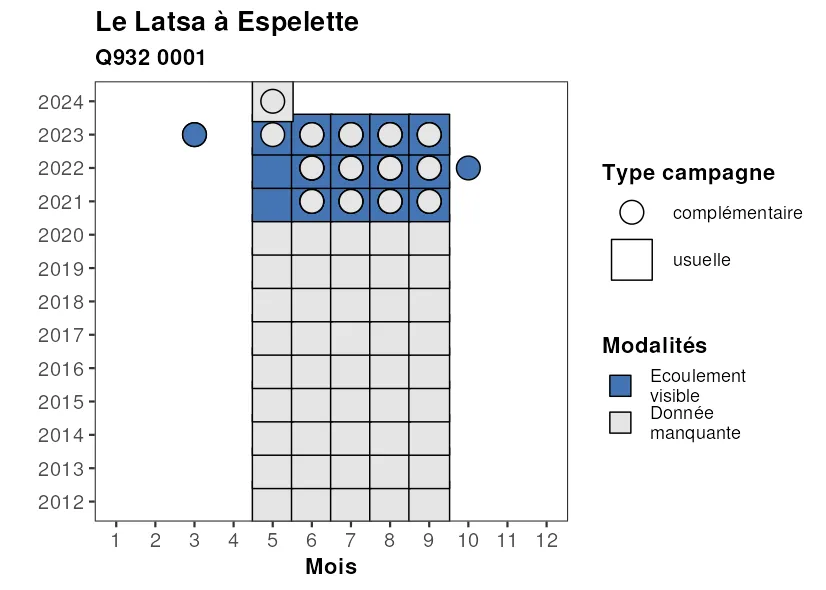 Le Latsa à Espelette
Q932 0001
2024
2023
2022
2021
2020
2019
2018
2017
2016
2015
2014
2013
2012
1 2 3 4 5 6 7 8 9 10 11 12
Mois
Type campagne
complémentaire
usuelle
Modalités
Ecoulement
visible
Donnée
manquante